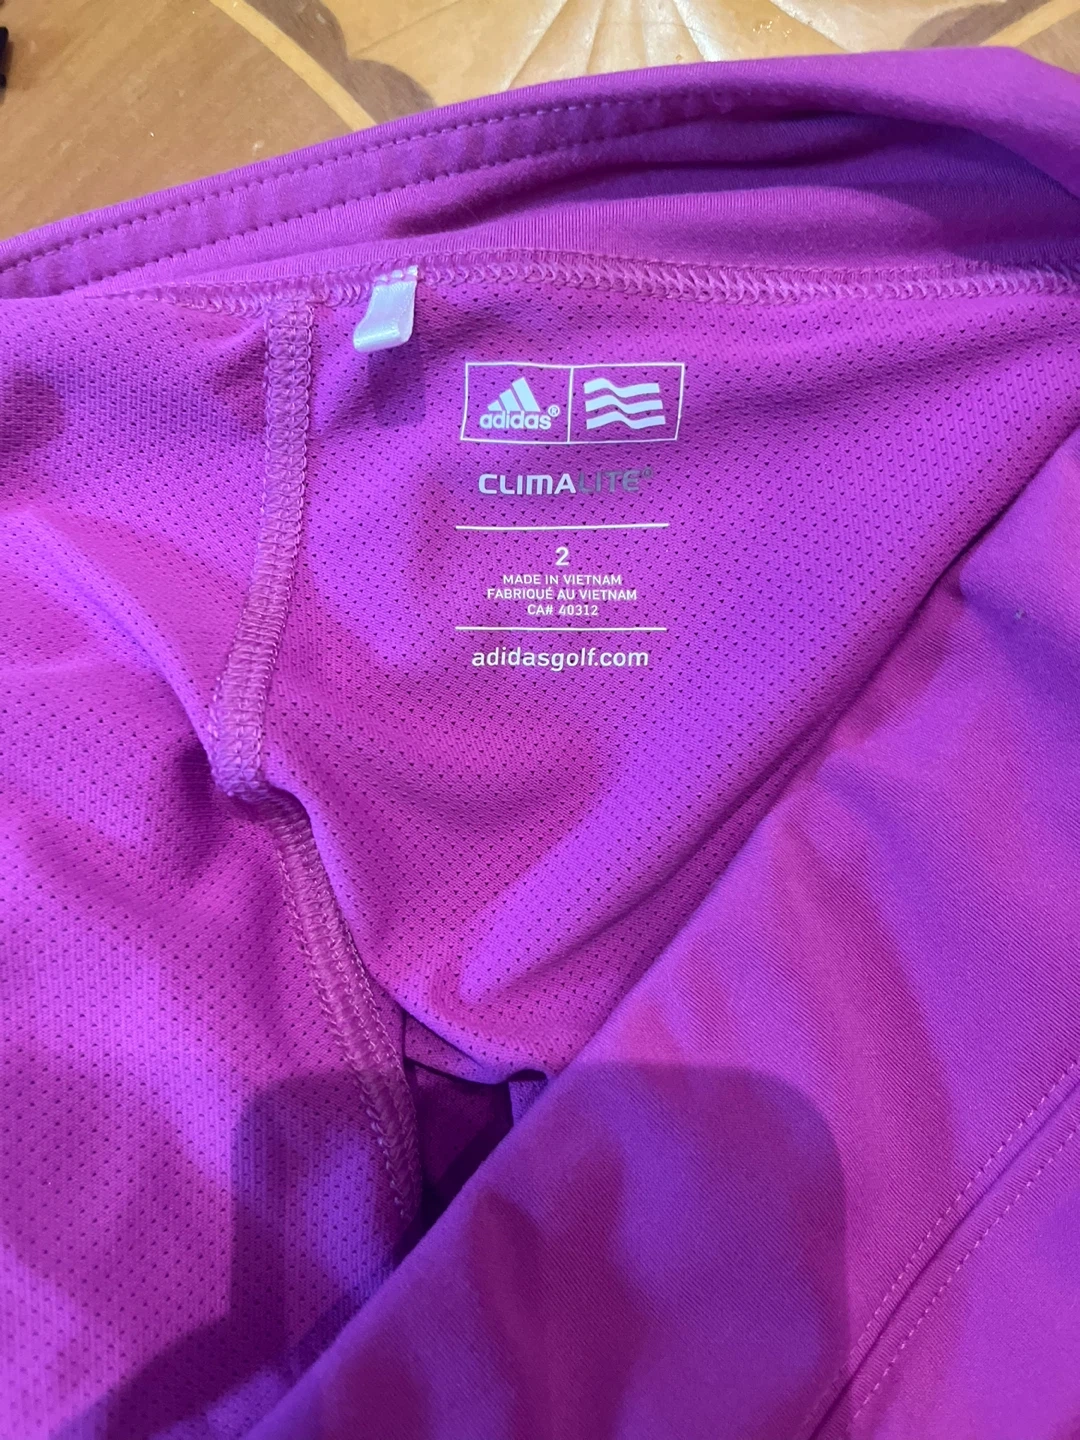 adidas®
CLIMALITE®
2
MADE IN VIETNAM
FABRIQUÉ AU VIETNAM
CA# 40312
adidasgolf.com